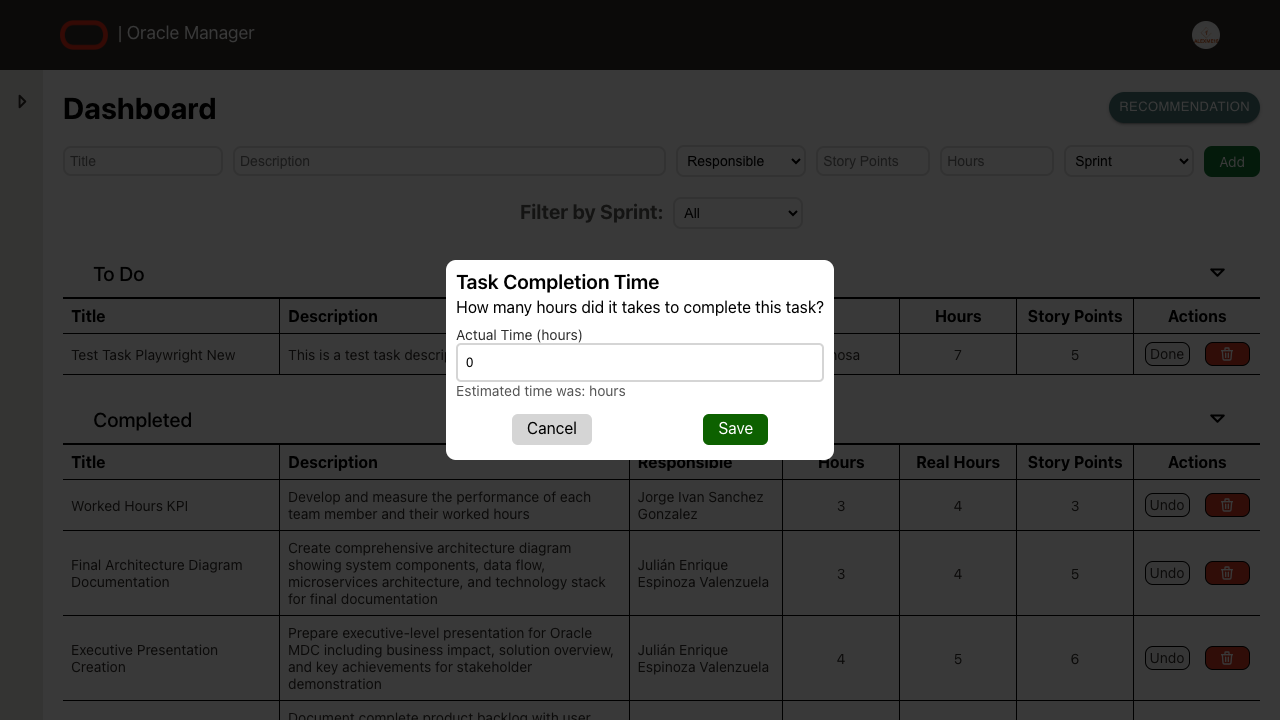 | Oracle Manager
Dashboard
RECOMMENDATION
Title
Description
Responsible
Story Points
Hours
Sprint
Add
Filter by Sprint:
All
To Do
Title
Description
Hours
Story Points
Actions
Test Task Playwright New
This is a test task
7
5
Done
Task Completion Time
How many hours did it takes to complete this task?
Actual Time (hours)
0
Estimated time was: hours
Cancel
Save
Completed
Title
Description
Responsible
Hours
Real Hours
Story Points
Actions
Worked Hours KPI
Develop and measure the performance of each
team member and their worked hours
Jorge Ivan Sanchez
Gonzalez
3
4
3
Undo
Final Architecture Diagram
Documentation
Create comprehensive architecture diagram
showing system components, data flow,
microservices architecture, and technology stack
for final documentation
Julián Enrique
Espinoza Valenzuela
3
4
5
Undo
Executive Presentation
Creation
Prepare executive-level presentation for Oracle
MDC including business impact, solution overview,
and key achievements for stakeholder
demonstration
Julián Enrique
Espinoza Valenzuela
4
5
6
Undo
Document complete product backlog with user